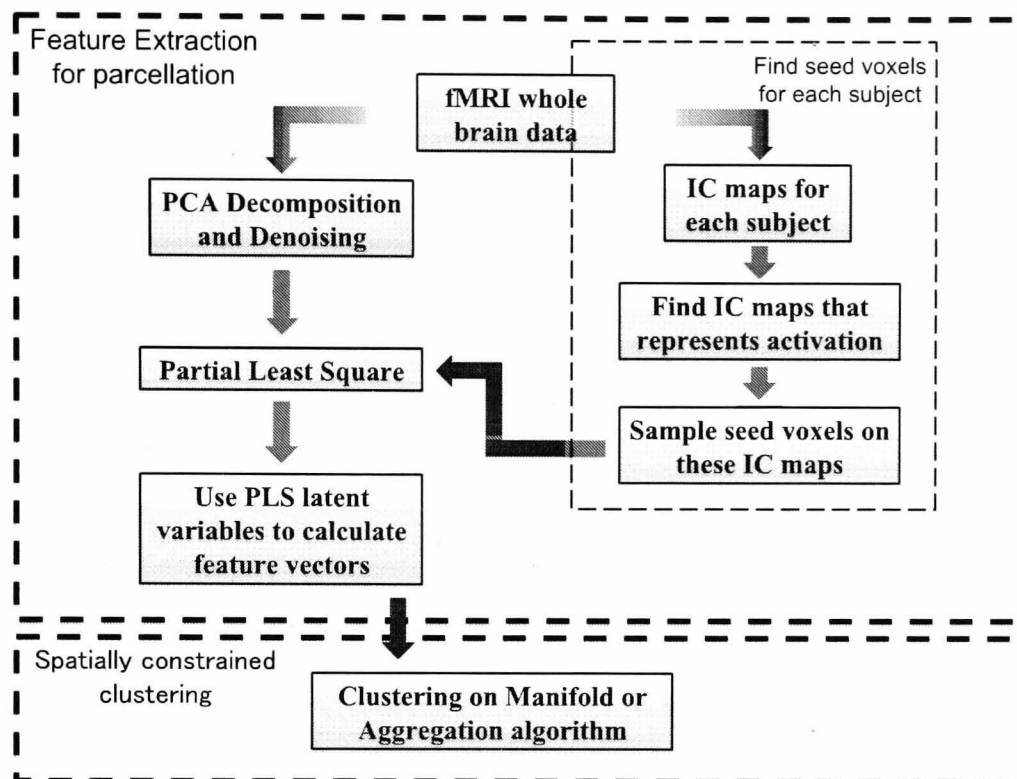 Feature Extraction
for parcellation
Find seed voxels
for each subject
fMRI whole
brain data
PCA Decomposition
and Denoising
IC maps for
each subject
Find IC maps that
represents activation
Partial Least Square
Sample seed voxels on
these IC maps
Use PLS latent
variables to calculate
feature vectors
Spatially constrained
clustering
Clustering on Manifold or
Aggregation algorithm